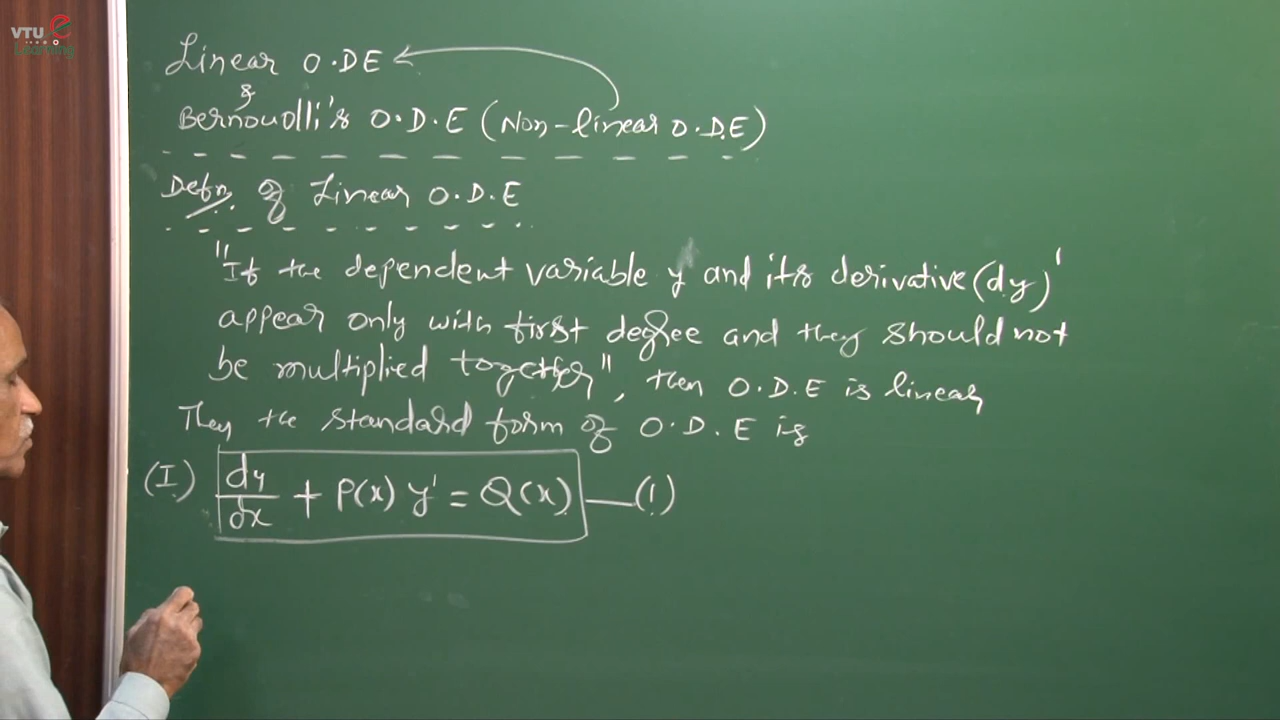 VTU e
Learning
Linear O.DE
&
Bernouolli's O.D.E (Non-linear O.D.E)
Defn. of Linear O.D.E
"If the dependent variable y and its derivative (dy)'
appear only with first degree and they should not
be multiplied together", then O.D.E is linear
They the standard form of O.D.E is
(I.) dy/dx + P(x) y' = Q(x) —(1)